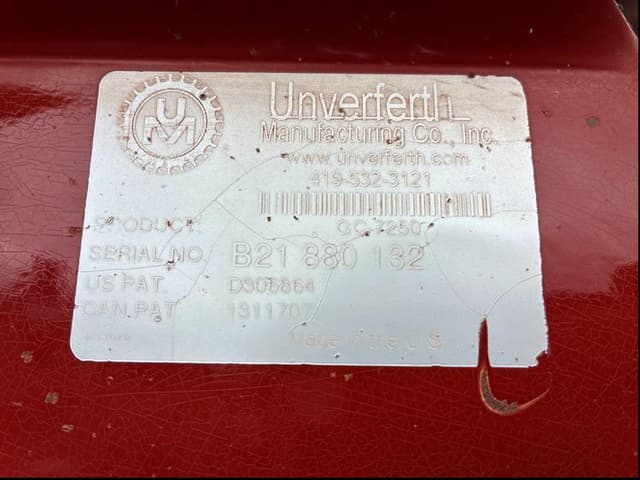 UM
Unverferth
Manufacturing Co., Inc.
www.unverferth.com
419-532-3121
PRODUCT: GC 7250
SERIAL NO. B21 880 132
US PAT. D305864
CAN.PAT. 1311707
Made in the U S